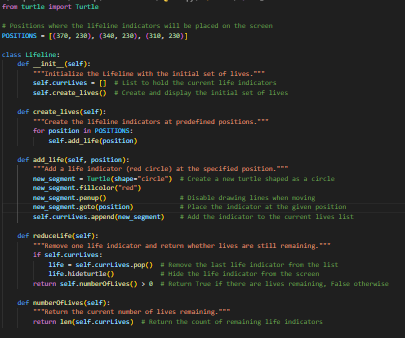 from turtle import Turtle
# Positions where the lifeline indicators will be placed on the screen
POSITIONS = [(370, 230), (340, 230), (310, 230)]
class Lifeline:
def __init__(self):
"""Initialize the Lifeline with the initial set of lives."""
self.currLives = []  # List to hold the current life indicators
self.create_lives()  # Create and display the initial set of lives
def create_lives(self):
"""Create the lifeline indicators at predefined positions."""
for position in POSITIONS:
self.add_life(position)
def add_life(self, position):
"""Add a life indicator (red circle) at the specified position."""
new_segment = Turtle(shape="circle")  # Create a new turtle shaped as a circle
new_segment.fillcolor("red")
new_segment.penup()  # Disable drawing lines when moving
new_segment.goto(position)  # Place the indicator at the given position
self.currLives.append(new_segment)  # Add the indicator to the current lives list
def reduceLife(self):
"""Remove one life indicator and return whether lives are still remaining."""
if self.currLives:
life = self.currLives.pop()  # Remove the last life indicator from the list
life.hideturtle()  # Hide the life indicator from the screen
return self.numberOfLives() > 0  # Return True if there are lives remaining, False otherwise
def numberOfLives(self):
"""Return the current number of lives remaining."""
return len(self.currLives)  # Return the count of remaining life indicators